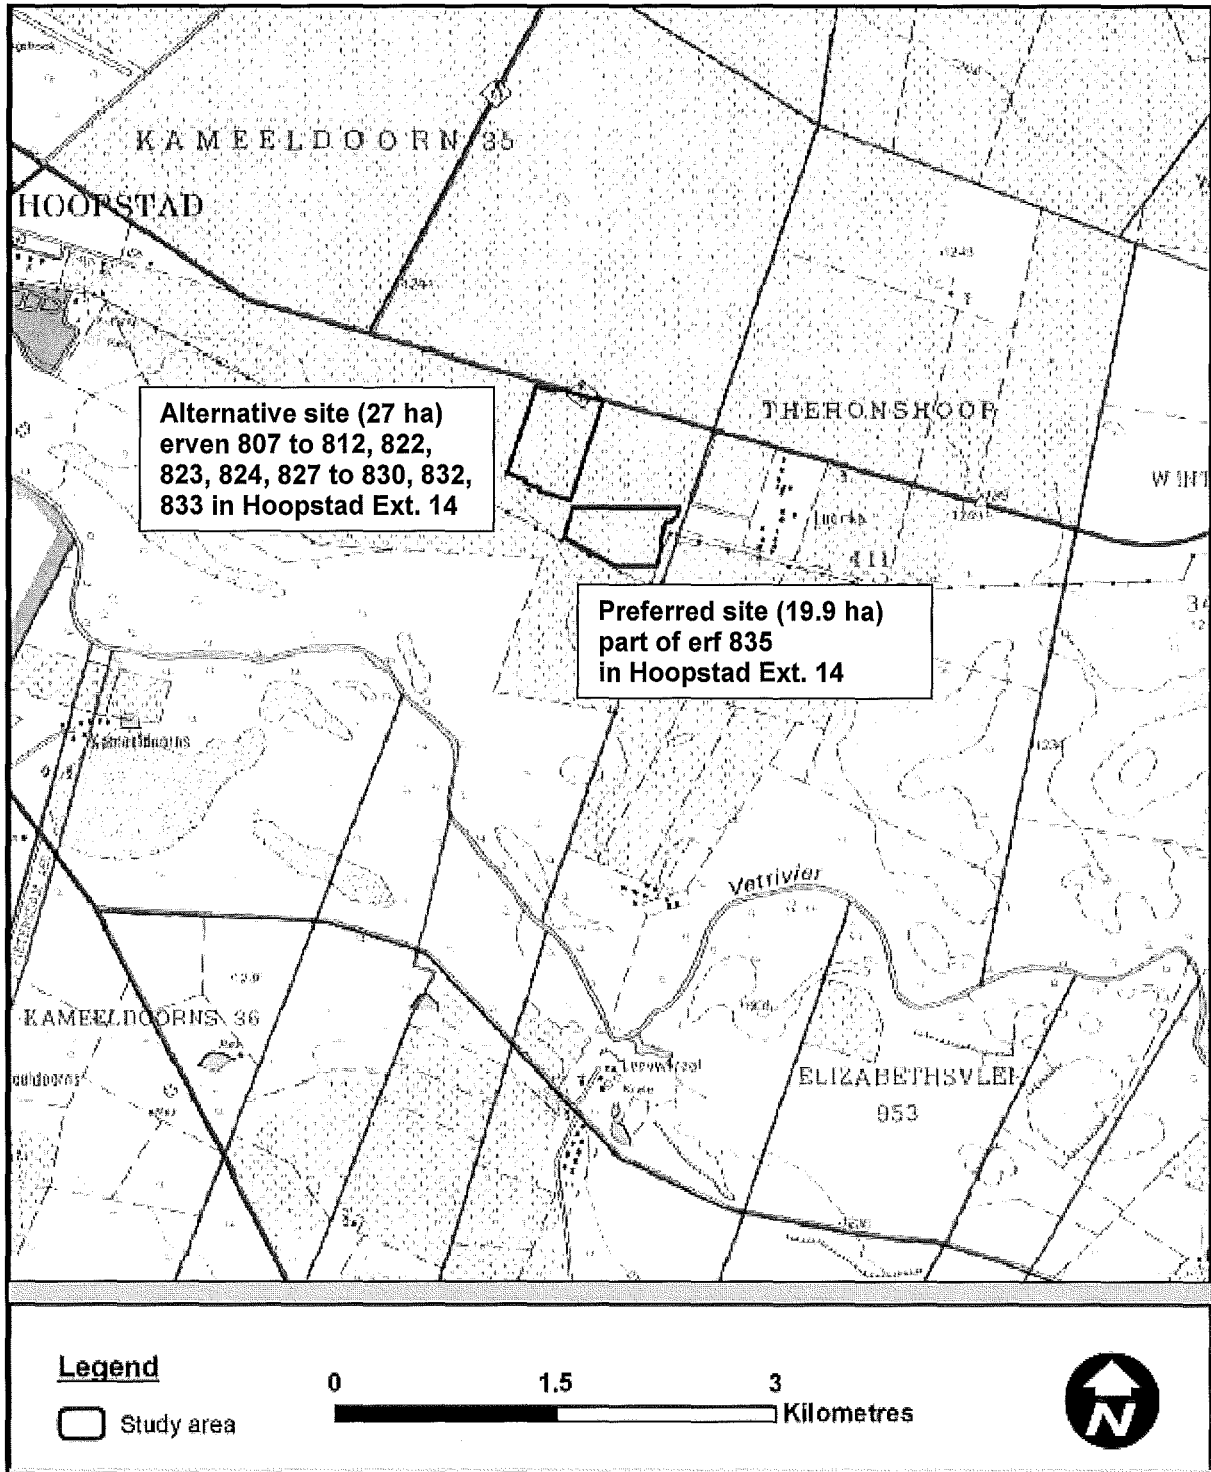 KAMEELDOORN 35
HOOPSTAD
Alternative site (27 ha)
erven 807 to 812, 822,
823, 824, 827 to 830, 832,
833 in Hoopstad Ext. 14
THERONSHOOP
WINT
Preferred site (19.9 ha)
part of erf 835
in Hoopstad Ext. 14
Kameeldoorns
Vetrivier
KAMEELDOORNS 36
ELIZABETHSVLEI
953
Legend
Study area
0 1.5 3
Kilometres
N